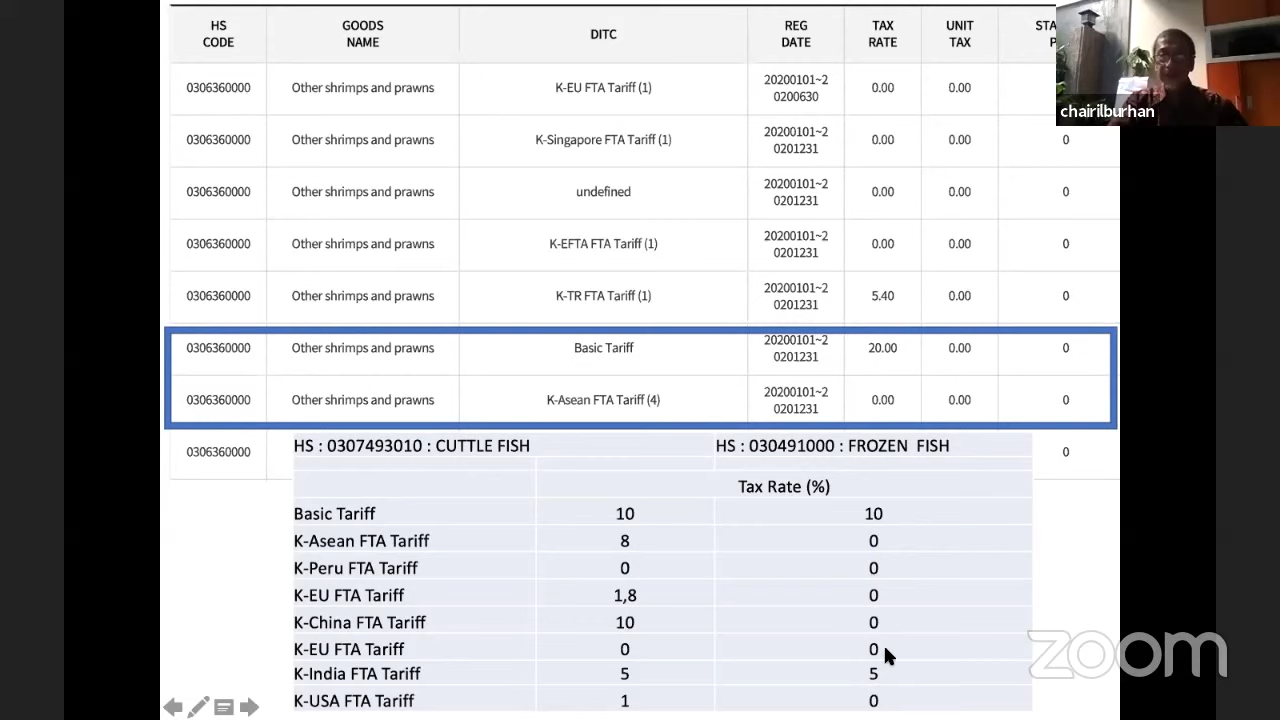 HS CODE GOODS NAME DITC REG DATE TAX RATE UNIT TAX STA P
0306360000 Other shrimps and prawns K-EU FTA Tariff (1) 20200101~20200630 0.00 0.00
0306360000 Other shrimps and prawns K-Singapore FTA Tariff (1) 20200101~20201231 0.00 0.00 0
0306360000 Other shrimps and prawns undefined 20200101~20201231 0.00 0.00 0
0306360000 Other shrimps and prawns K-EFTA FTA Tariff (1) 20200101~20201231 0.00 0.00 0
0306360000 Other shrimps and prawns K-TR FTA Tariff (1) 20200101~20201231 5.40 0.00 0
0306360000 Other shrimps and prawns Basic Tariff 20200101~20201231 20.00 0.00 0
0306360000 Other shrimps and prawns K-Asean FTA Tariff (4) 20200101~20201231 0.00 0.00 0
0306360000 0
HS : 0307493010 : CUTTLE FISH HS : 030491000 : FROZEN FISH
Tax Rate (%)
Basic Tariff 10 10
K-Asean FTA Tariff 8 0
K-Peru FTA Tariff 0 0
K-EU FTA Tariff 1,8 0
K-China FTA Tariff 10 0
K-EU FTA Tariff 0 0
K-India FTA Tariff 5 5
K-USA FTA Tariff 1 0
chairilburhan
zoom